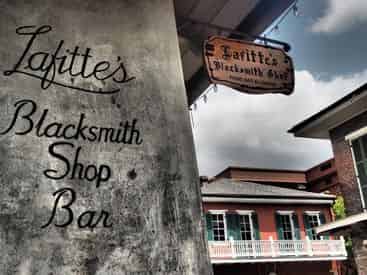 Lafitte's
Blacksmith
Shop
Bar
Lafitte's
Blacksmith Shop